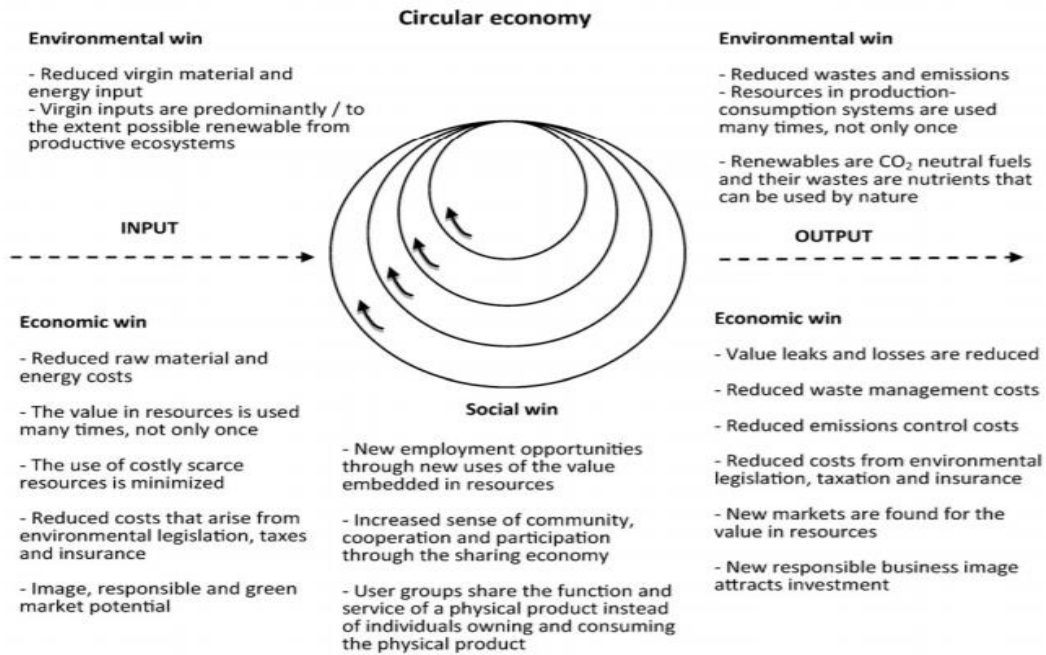 Circular economy
Environmental win
- Reduced virgin material and
energy input
- Virgin inputs are predominantly / to
the extent possible renewable from
productive ecosystems
INPUT
Economic win
- Reduced raw material and
energy costs
- The value in resources is used
many times, not only once
- The use of costly scarce
resources is minimized
- Reduced costs that arise from
environmental legislation, taxes
and insurance
- Image, responsible and green
market potential
Social win
- New employment opportunities
through new uses of the value
embedded in resources
- Increased sense of community,
cooperation and participation
through the sharing economy
- User groups share the function and
service of a physical product instead
of individuals owning and consuming
the physical product
Environmental win
- Reduced wastes and emissions
- Resources in production-
consumption systems are used
many times, not only once
- Renewables are CO₂ neutral fuels
and their wastes are nutrients that
can be used by nature
OUTPUT
Economic win
- Value leaks and losses are reduced
- Reduced waste management costs
- Reduced emissions control costs
- Reduced costs from environmental
legislation, taxation and insurance
- New markets are found for the
value in resources
- New responsible business image
attracts investment